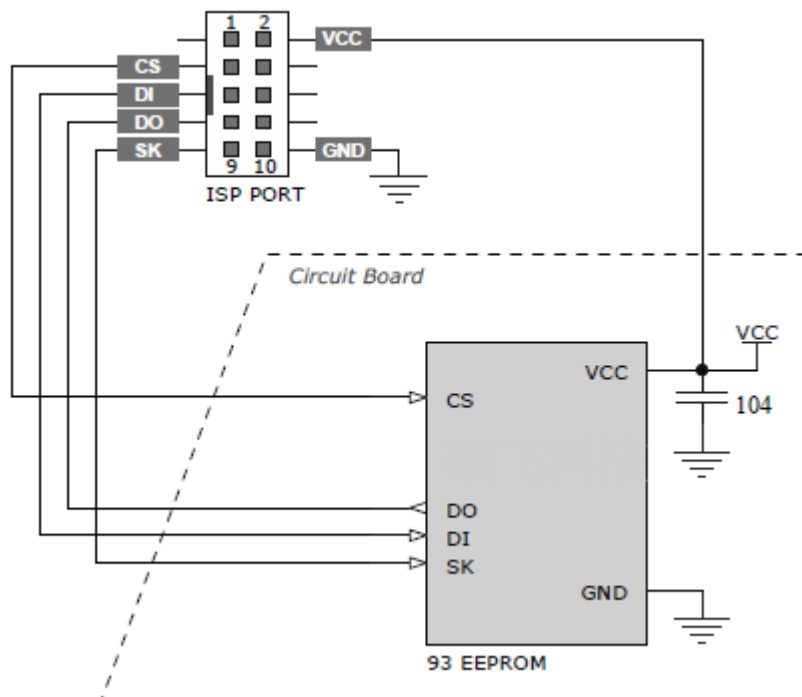 1 2
VCC
CS
DI
DO
SK
GND
9 10
ISP PORT
Circuit Board
VCC
VCC
CS
104
DO
DI
SK
GND
93 EEPROM